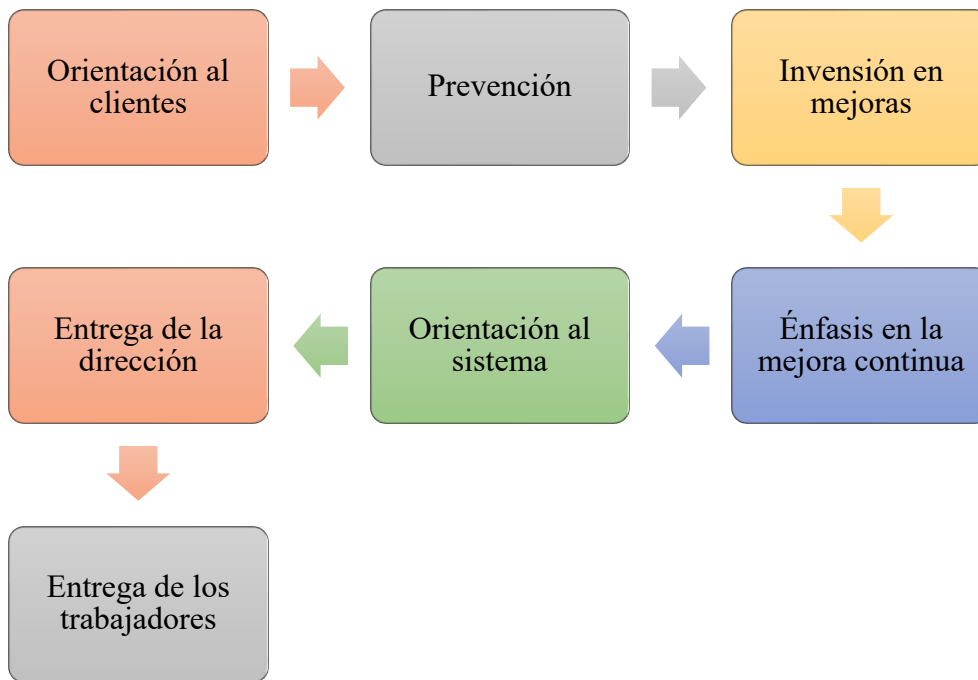 Orientación al
clientes
Prevención
Invensión en
mejoras
Énfasis en la
mejora continua
Orientación al
sistema
Entrega de la
dirección
Entrega de los
trabajadores